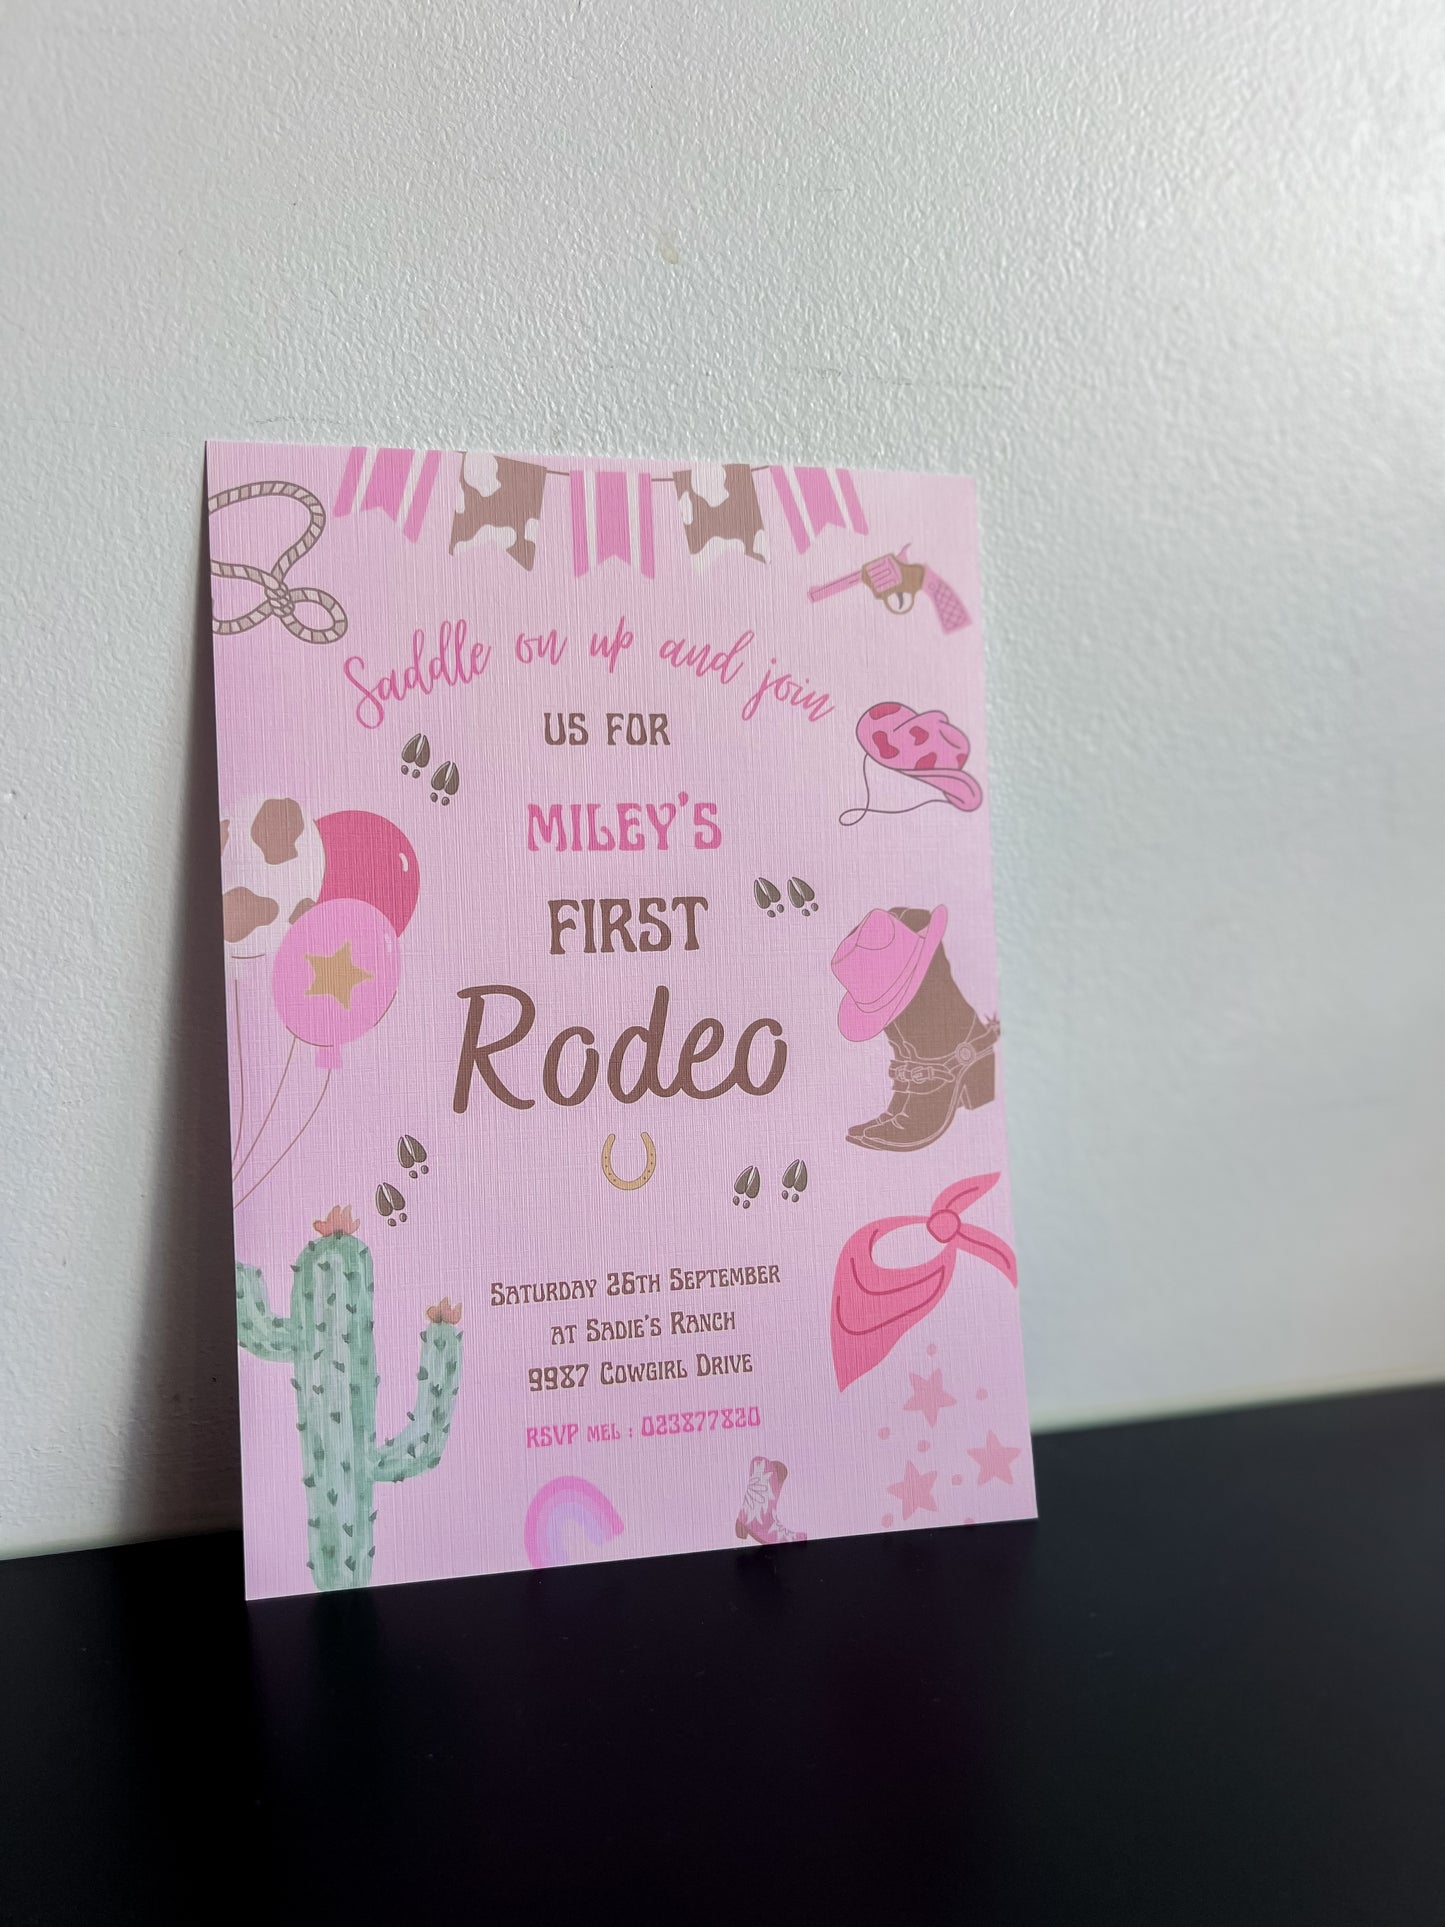 Saddle on up and join
US FOR
MILEY'S
FIRST
Rodeo
SATURDAY 26TH SEPTEMBER
AT SADIE'S RANCH
9987 COWGIRL DRIVE
RSVP MEL : 023877820